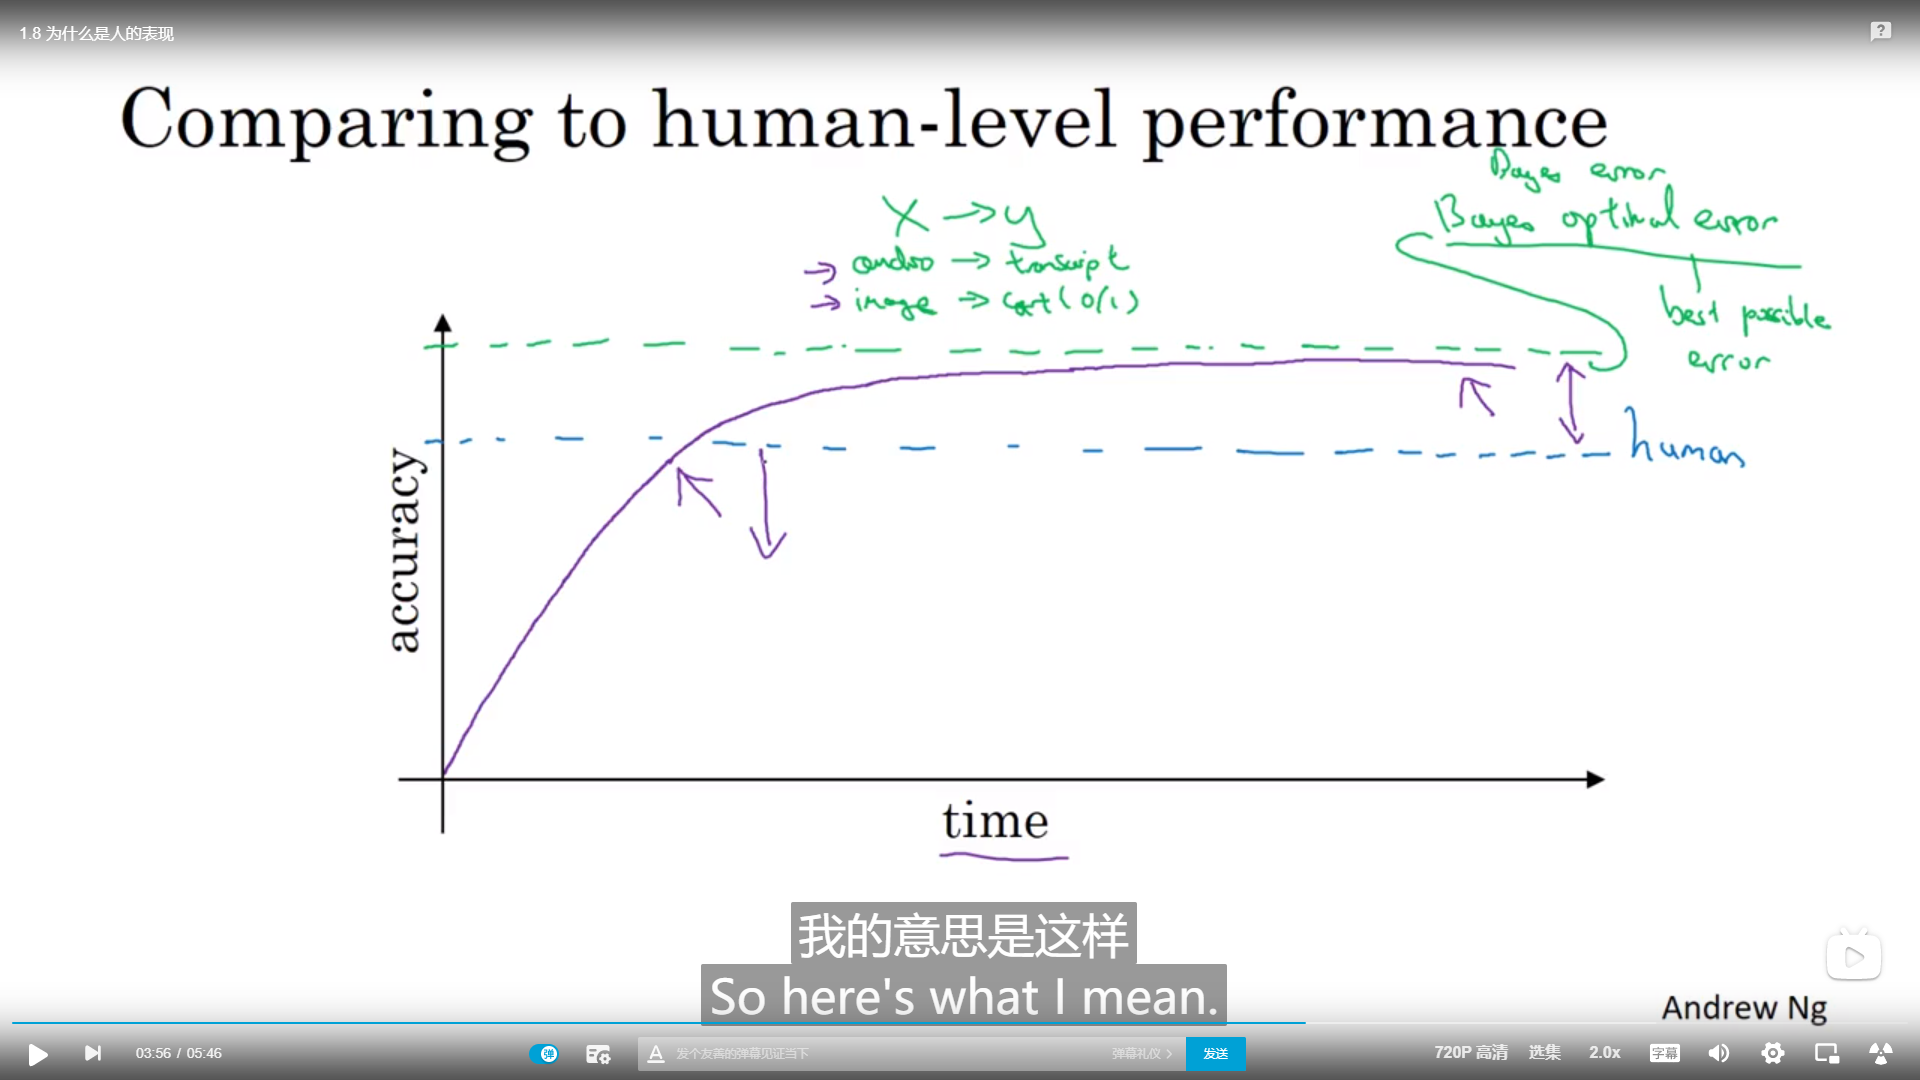 1.8 为什么是人的表现
Comparing to human-level performance
Bayes error
Bayes optimal error
best possible
error
X → y
audio → transcript
image → cat (0/1)
human
accuracy
time
我的意思是这样
So here's what I mean.
Andrew Ng
03:56 / 05:46
弹
A 发个友善的弹幕见证当下
弹幕礼仪 >
发送
720P 高清
选集
2.0x
字幕